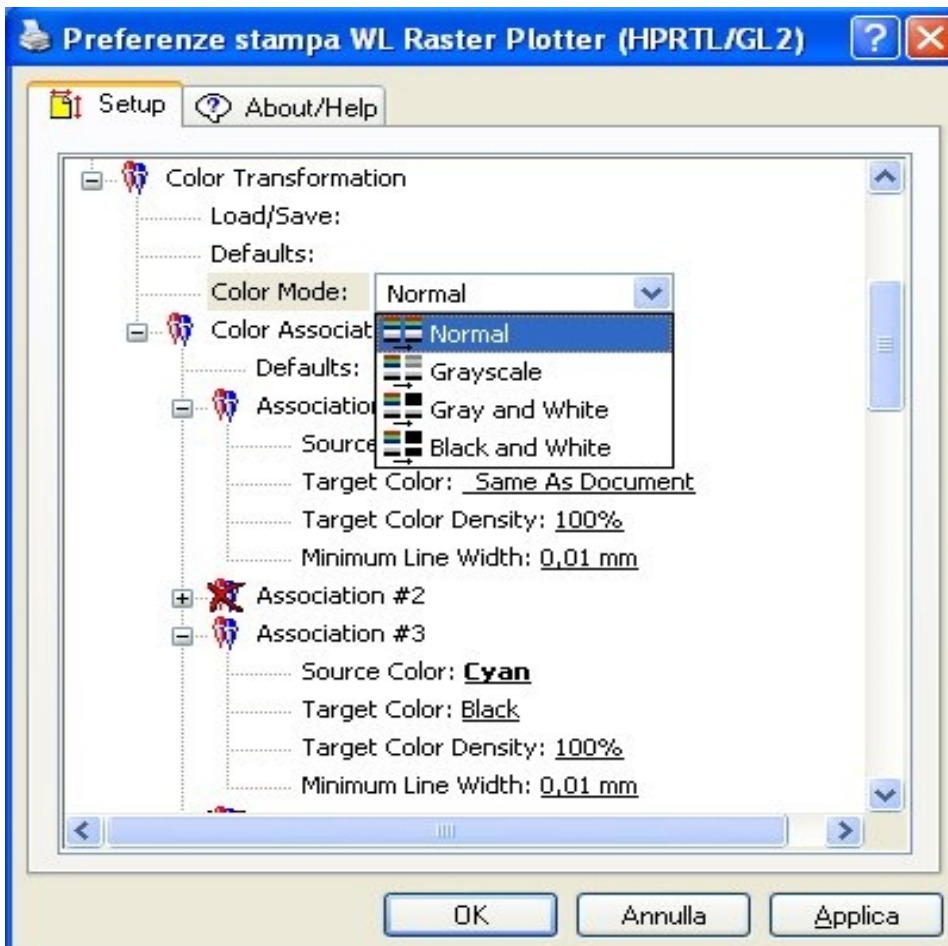 Preferenze stampa WL Raster Plotter (HPRTL/GL2)
Setup
About/Help
Color Transformation
Load/Save:
Defaults:
Color Mode: Normal
Color Associat
Normal
Defaults:
Grayscale
Associatio
Gray and White
Source
Black and White
Target Color: Same As Document
Target Color Density: 100%
Minimum Line Width: 0,01 mm
Association #2
Association #3
Source Color: Cyan
Target Color: Black
Target Color Density: 100%
Minimum Line Width: 0,01 mm
OK Annulla Applica